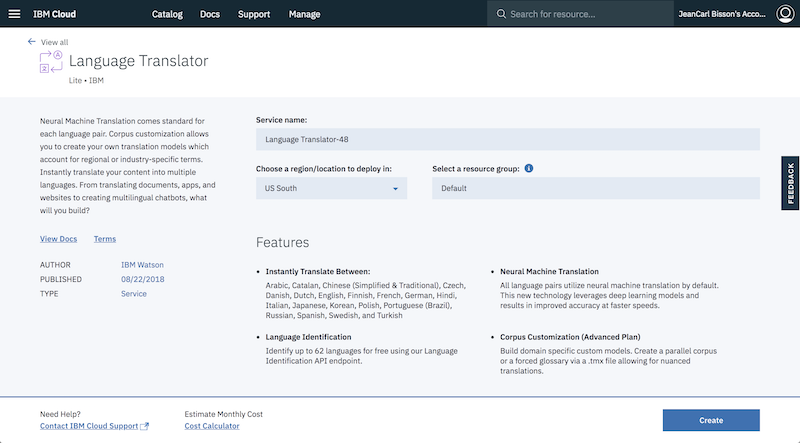 IBM Cloud
Catalog
Docs
Support
Manage
Search for resource...
JeanCarl Bisson's Acco...
View all
Language Translator
Lite • IBM
Neural Machine Translation comes standard for
each language pair. Corpus customization allows
you to create your own translation models which
account for regional or industry-specific terms.
Instantly translate your content into multiple
languages. From translating documents, apps, and
websites to creating multilingual chatbots, what
will you build?
View Docs
Terms
AUTHOR IBM Watson
PUBLISHED 08/22/2018
TYPE Service
Service name:
Language Translator-48
Choose a region/location to deploy in:
US South
Select a resource group:
Default
Features
• Instantly Translate Between:
Arabic, Catalan, Chinese (Simplified & Traditional), Czech,
Danish, Dutch, English, Finnish, French, German, Hindi,
Italian, Japanese, Korean, Polish, Portuguese (Brazil),
Russian, Spanish, Swedish, and Turkish
• Language Identification
Identify up to 62 languages for free using our Language
Identification API endpoint.
• Neural Machine Translation
All language pairs utilize neural machine translation by default.
This new technology leverages deep learning models and
results in improved accuracy at faster speeds.
• Corpus Customization (Advanced Plan)
Build domain specific custom models. Create a parallel corpus
or a forced glossary via a .tmx file allowing for nuanced
translations.
FEEDBACK
Need Help?
Contact IBM Cloud Support
Estimate Monthly Cost
Cost Calculator
Create